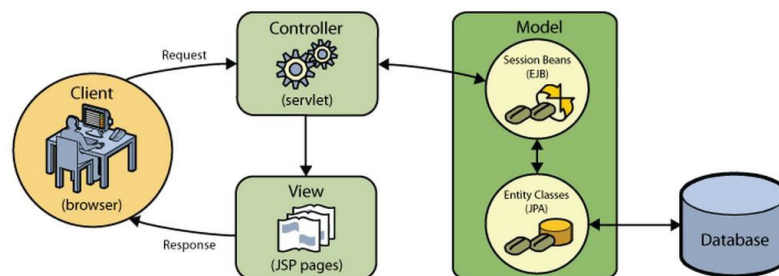 Client
(browser)
Request
Controller
(servlet)
View
(JSP pages)
Response
Model
Session Beans
(EJB)
Entity Classes
(JPA)
Database